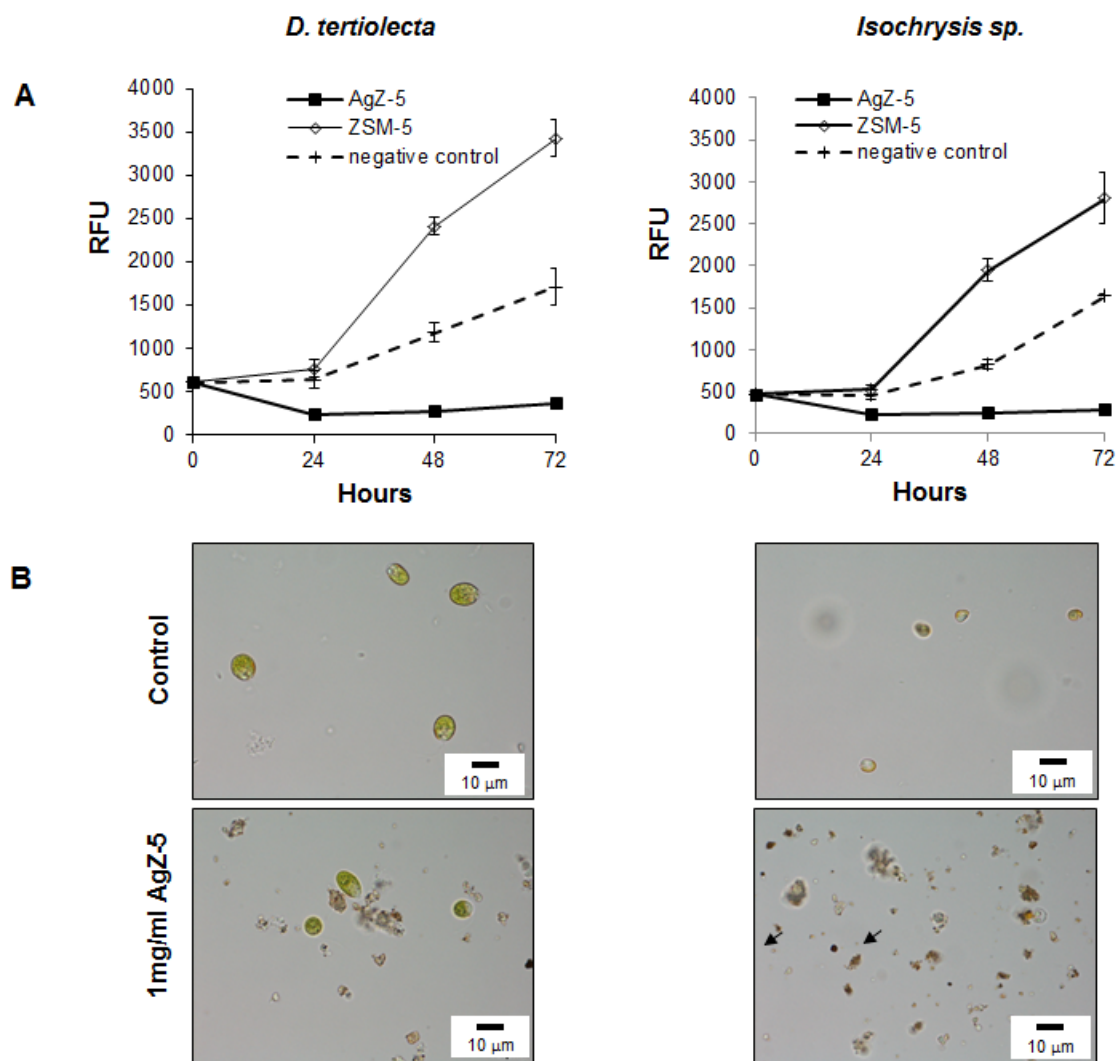 D. tertiolecta
Isochrysis sp.
A
4000
3500
3000
2500
2000
1500
1000
500
0
RFU
AgZ-5
ZSM-5
negative control
0 24 48 72
Hours
4000
3500
3000
2500
2000
1500
1000
500
0
RFU
AgZ-5
ZSM-5
negative control
0 24 48 72
Hours
B
Control
10 µm
10 µm
1mg/ml AgZ-5
10 µm
10 µm